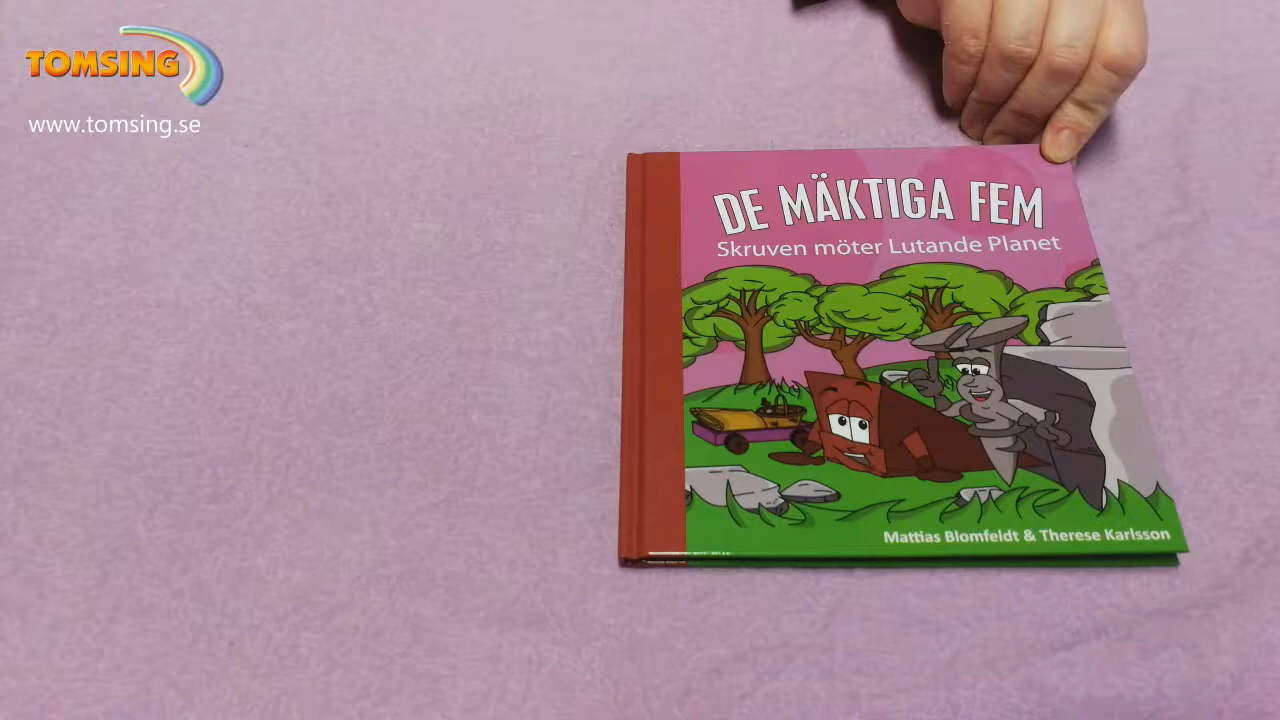 TOMSING
www.tomsing.se
DE MÄKTIGA FEM
Skruven möter Lutande Planet
Mattias Blomfeldt & Therese Karlsson